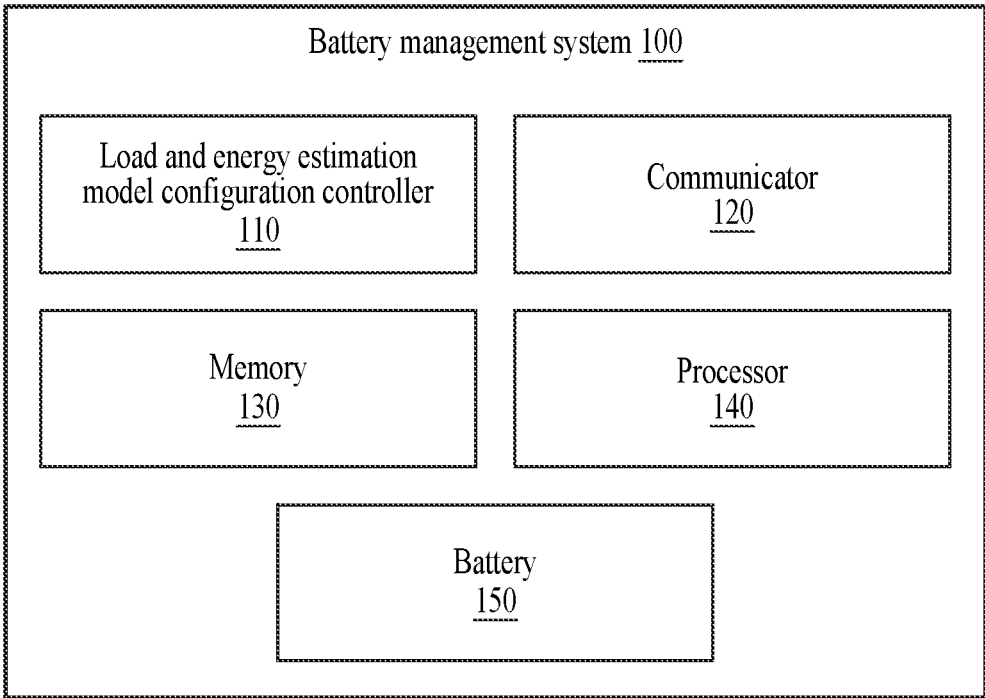 Battery management system 100
Load and energy estimation
model configuration controller
110
Communicator
120
Memory
130
Processor
140
Battery
150